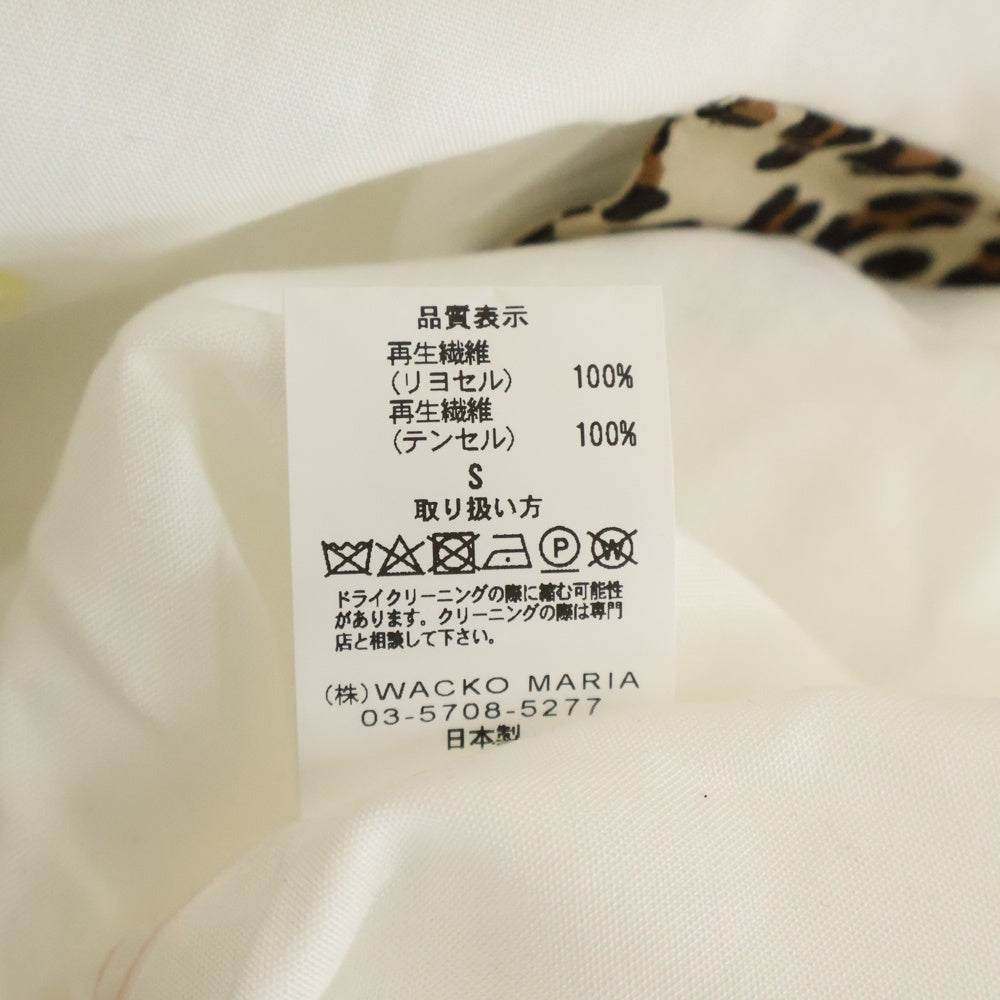 品質表示
再生繊維
(リヨセル) 100%
再生繊維
(テンセル) 100%
S
取り扱い方
P W
ドライクリーニングの際に縮む可能性
があります。クリーニングの際は専門
店と相談して下さい。
(株)WACKO MARIA
03-5708-5277
日本製